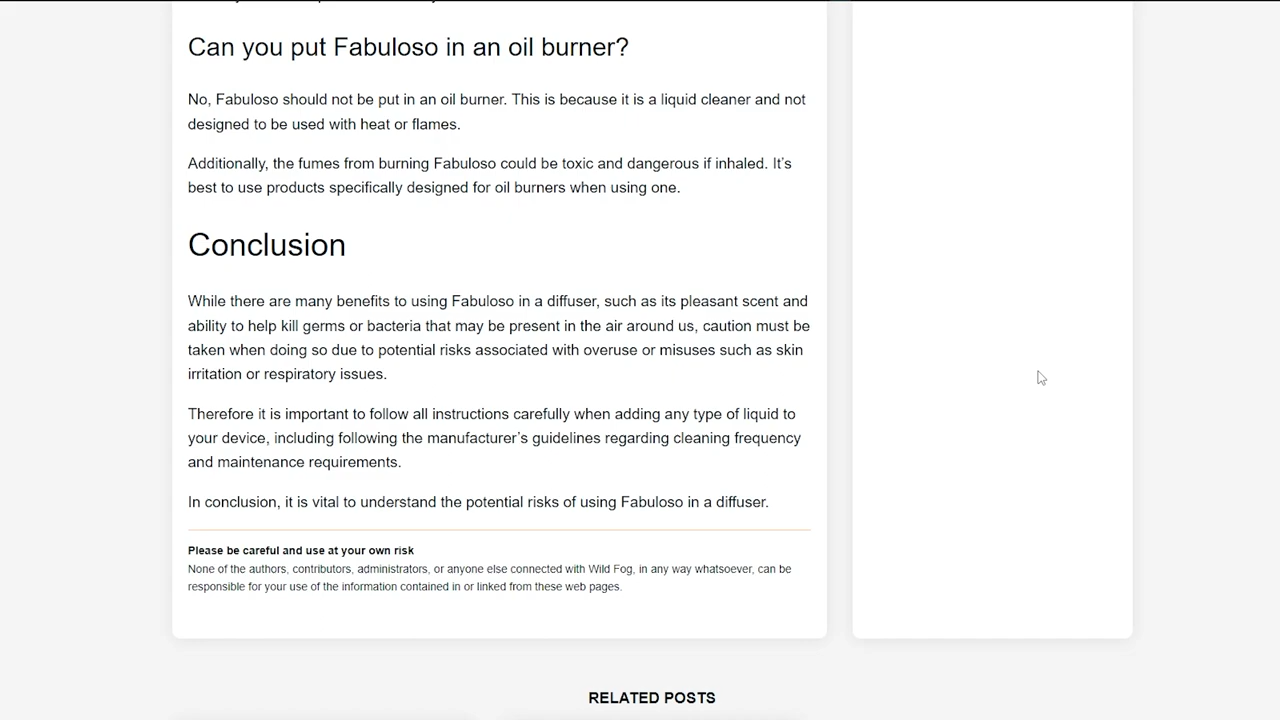 Can you put Fabuloso in an oil burner?
No, Fabuloso should not be put in an oil burner. This is because it is a liquid cleaner and not
designed to be used with heat or flames.
Additionally, the fumes from burning Fabuloso could be toxic and dangerous if inhaled. It’s
best to use products specifically designed for oil burners when using one.
Conclusion
While there are many benefits to using Fabuloso in a diffuser, such as its pleasant scent and
ability to help kill germs or bacteria that may be present in the air around us, caution must be
taken when doing so due to potential risks associated with overuse or misuses such as skin
irritation or respiratory issues.
Therefore it is important to follow all instructions carefully when adding any type of liquid to
your device, including following the manufacturer’s guidelines regarding cleaning frequency
and maintenance requirements.
In conclusion, it is vital to understand the potential risks of using Fabuloso in a diffuser.
Please be careful and use at your own risk
None of the authors, contributors, administrators, or anyone else connected with Wild Fog, in any way whatsoever, can be
responsible for your use of the information contained in or linked from these web pages.
RELATED POSTS